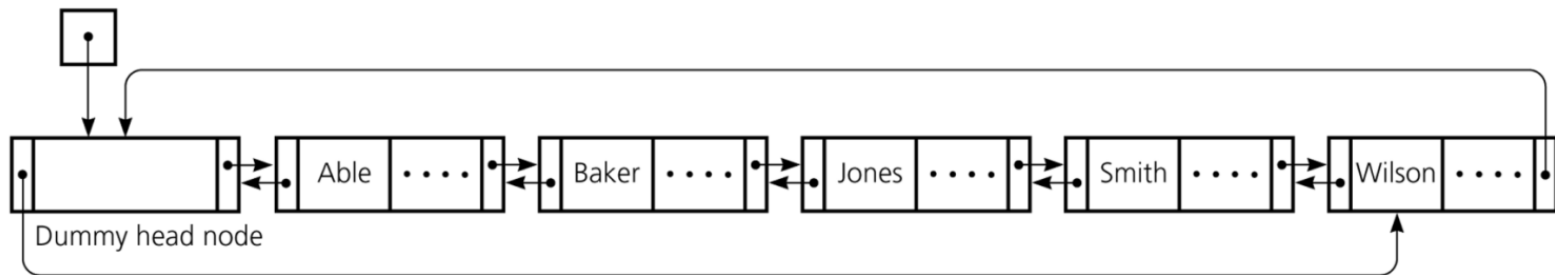 Able • • • • Baker • • • • Jones • • • • Smith • • • • Wilson • • • •
Dummy head node